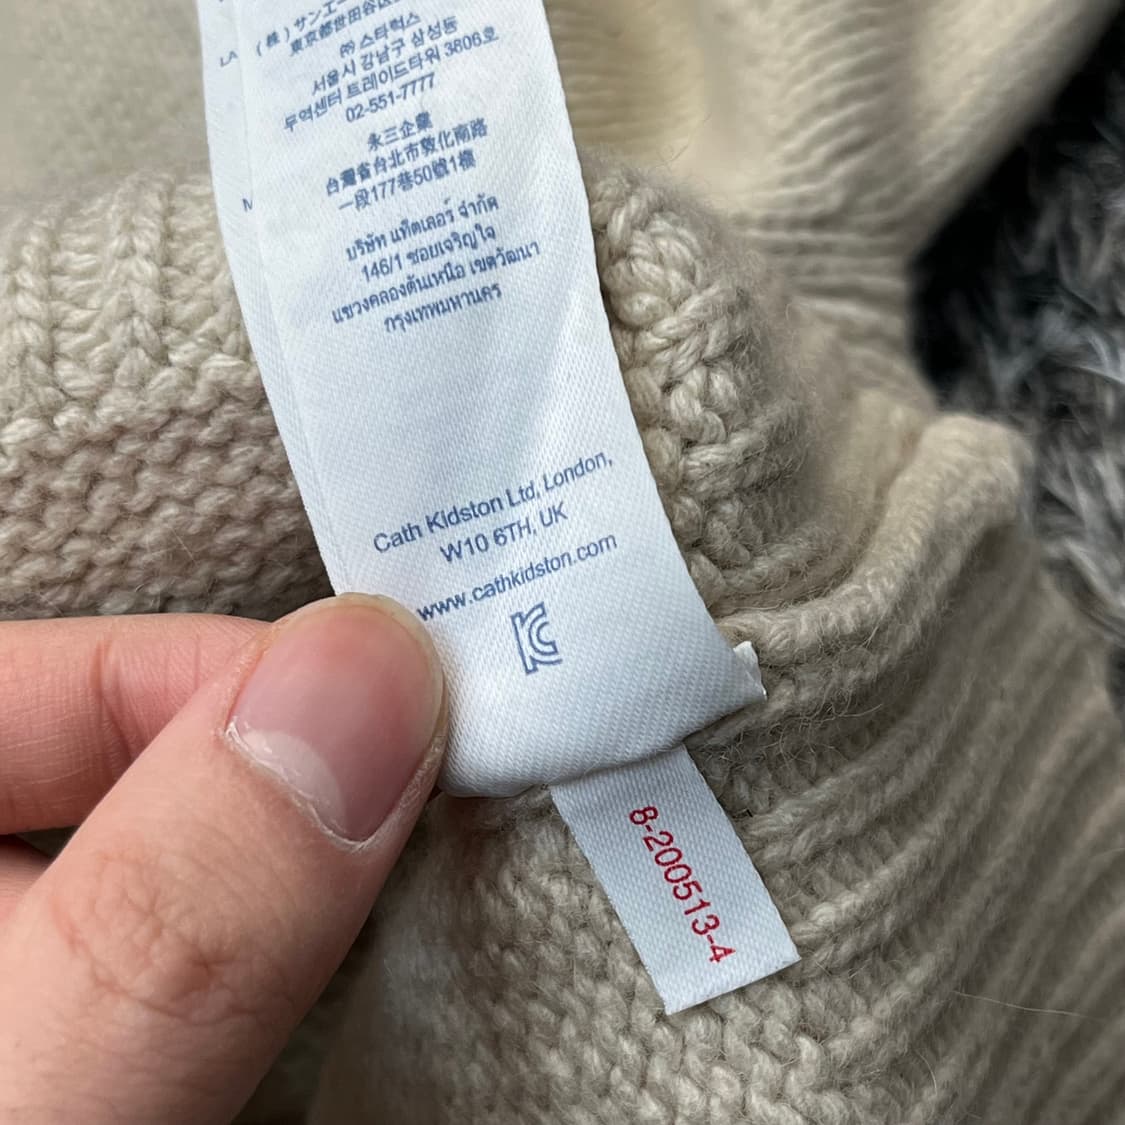 (株)サンエー
東京都世田谷区
㈜ 스타럭스
서울시 강남구 삼성동
무역센터 트레이드타워 3806호
02-551-7777
永三企業
台灣省台北市敦化南路
一段177巷50號1樓
บริษัท แท็ตเลอร์ จำกัด
146/1 ซอยเจริญใจ
แขวงคลองตันเหนือ เขตวัฒนา
กรุงเทพมหานคร
Cath Kidston Ltd, London,
W10 6TH, UK
www.cathkidston.com
KC
8-200513-4